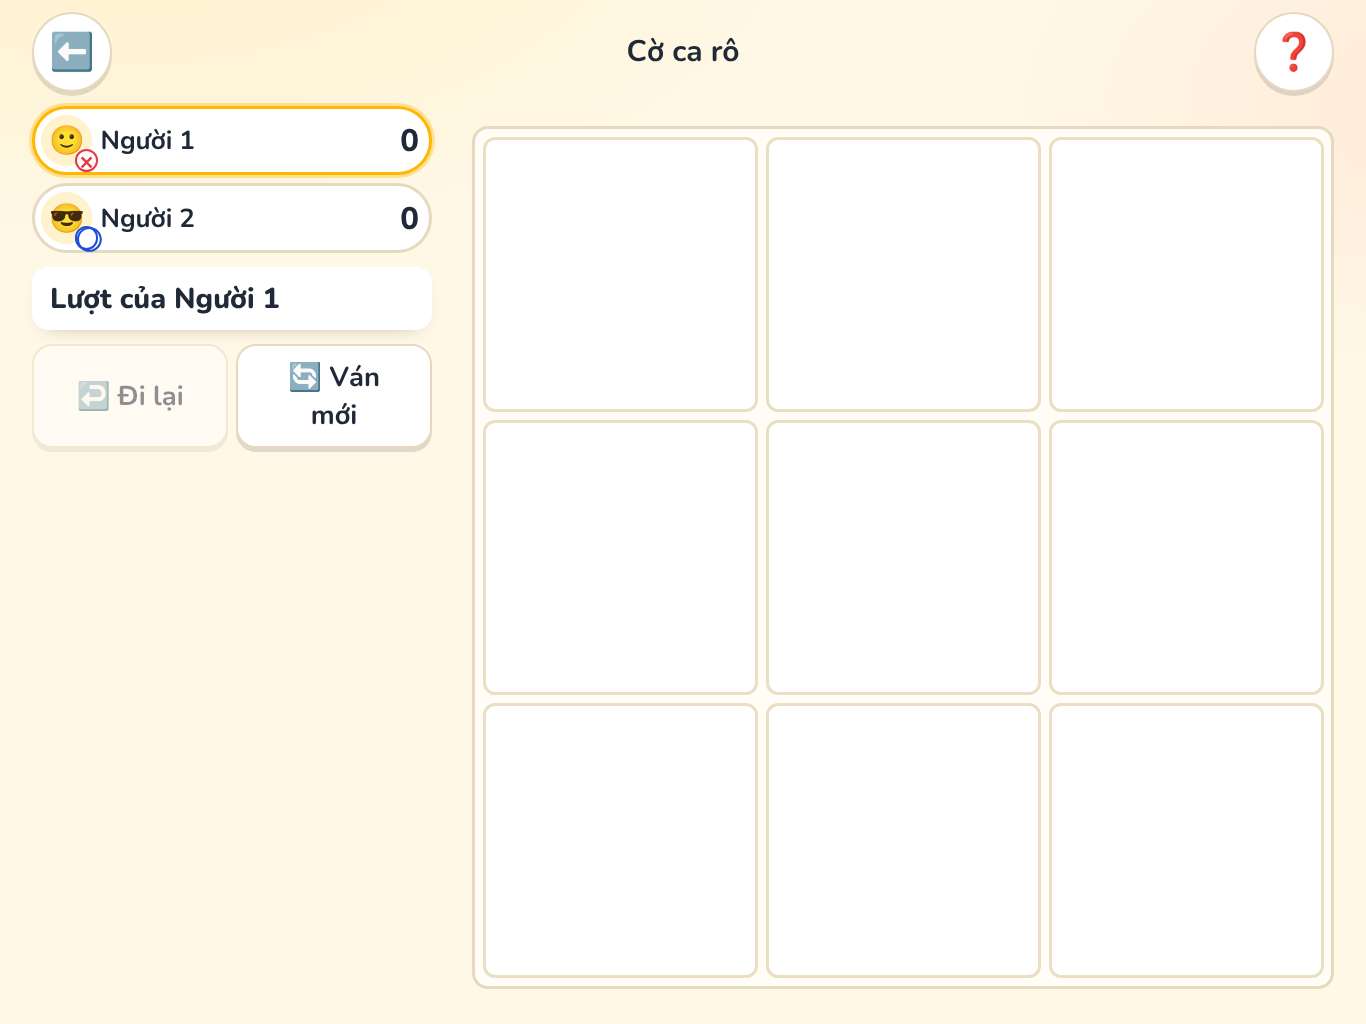 Cờ ca rô
Người 1 0
Người 2 0
Lượt của Người 1
Đi lại
Ván
mới